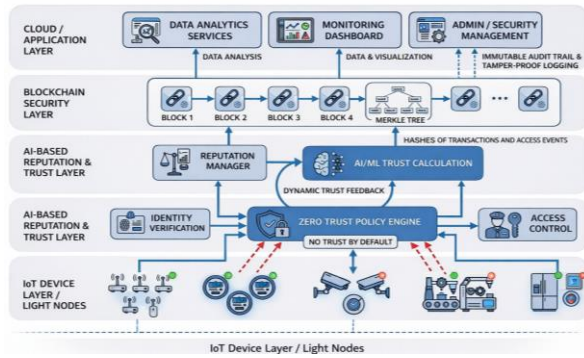 CLOUD /
APPLICATION
LAYER
DATA ANALYTICS
SERVICES
MONITORING
DASHBOARD
ADMIN / SECURITY
MANAGEMENT
DATA ANALYSIS
DATA & VISUALIZATION
IMMUTABLE AUDIT TRAIL &
TAMPER-PROOF LOGGING
BLOCKCHAIN
SECURITY
LAYER
BLOCK 1
BLOCK 2
BLOCK 3
BLOCK 4
MERKLE TREE
HASHES OF TRANSACTIONS AND ACCESS EVENTS
AI-BASED
REPUTATION &
TRUST LAYER
REPUTATION
MANAGER
AI/ML TRUST CALCULATION
DYNAMIC TRUST FEEDBACK
AI-BASED
REPUTATION &
TRUST LAYER
IDENTITY
VERIFICATION
ZERO TRUST POLICY ENGINE
NO TRUST BY DEFAULT
ACCESS
CONTROL
IoT DEVICE
LAYER /
LIGHT NODES
IoT Device Layer / Light Nodes